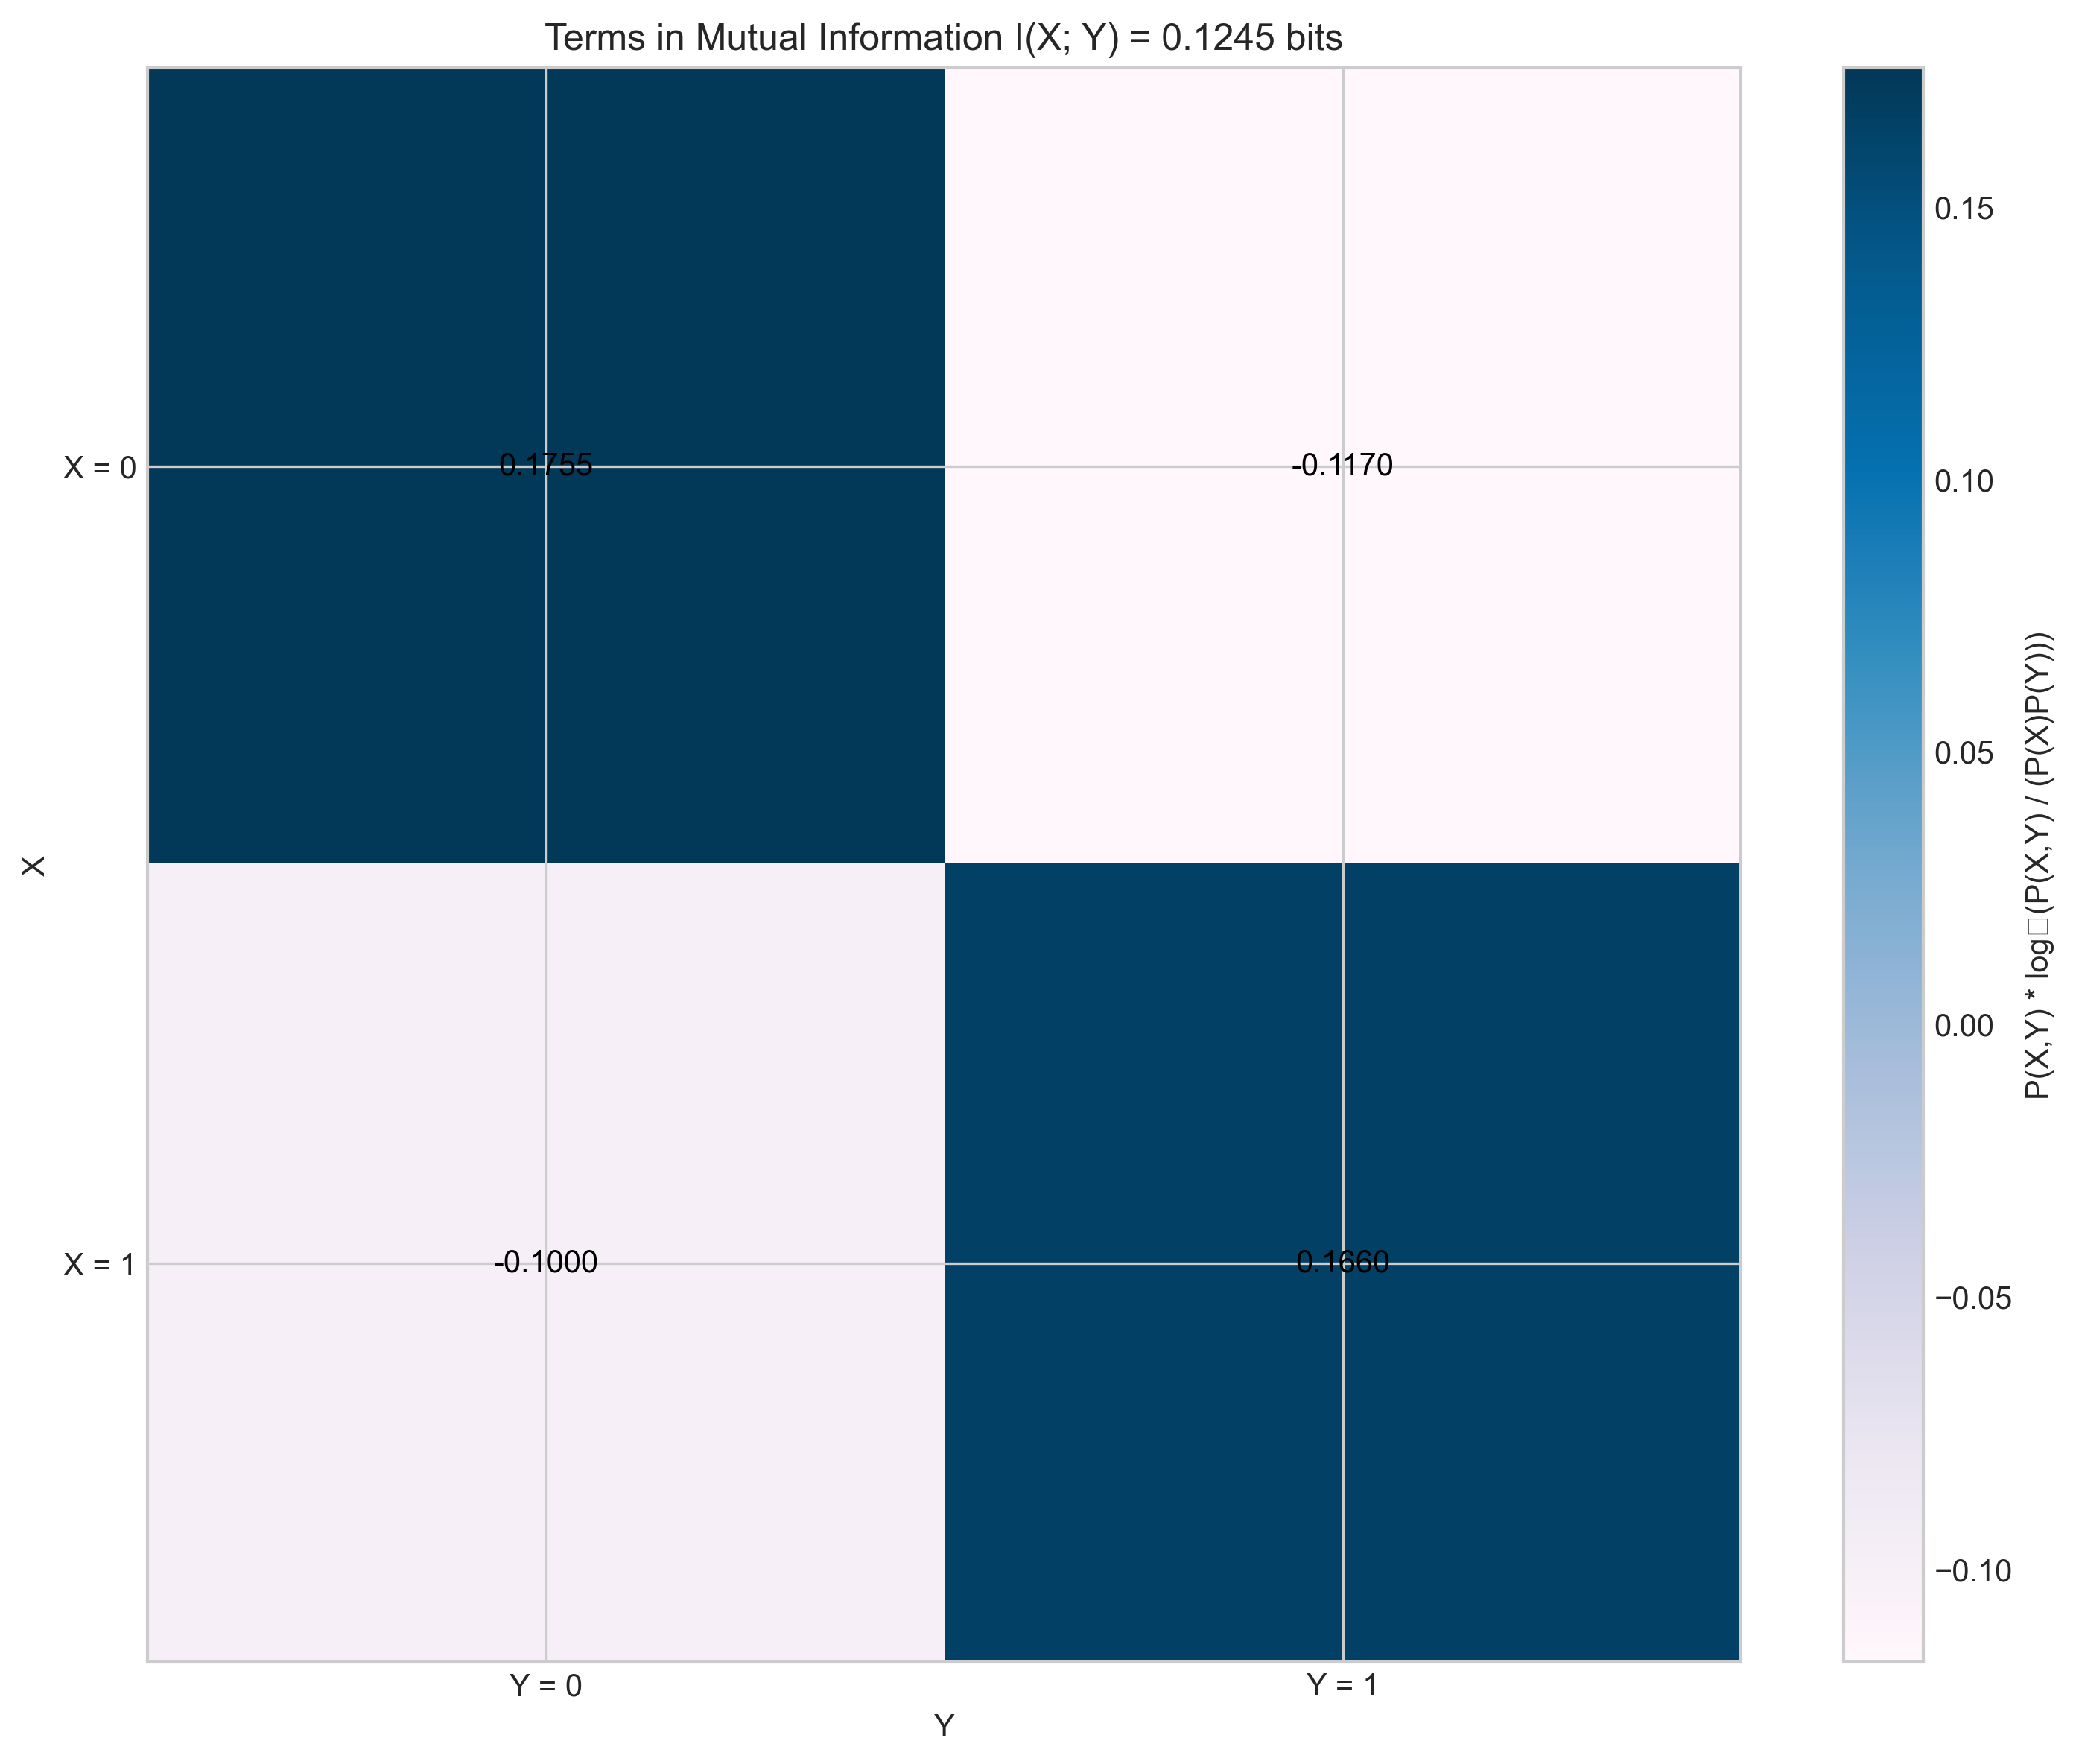 Terms in Mutual Information I(X; Y) = 0.1245 bits
X
X = 0
X = 1
0.1755
-0.1170
-0.1000
0.1660
Y = 0
Y = 1
Y
0.15
0.10
0.05
0.00
−0.05
−0.10
P(X,Y) * log□(P(X,Y) / (P(X)P(Y)))